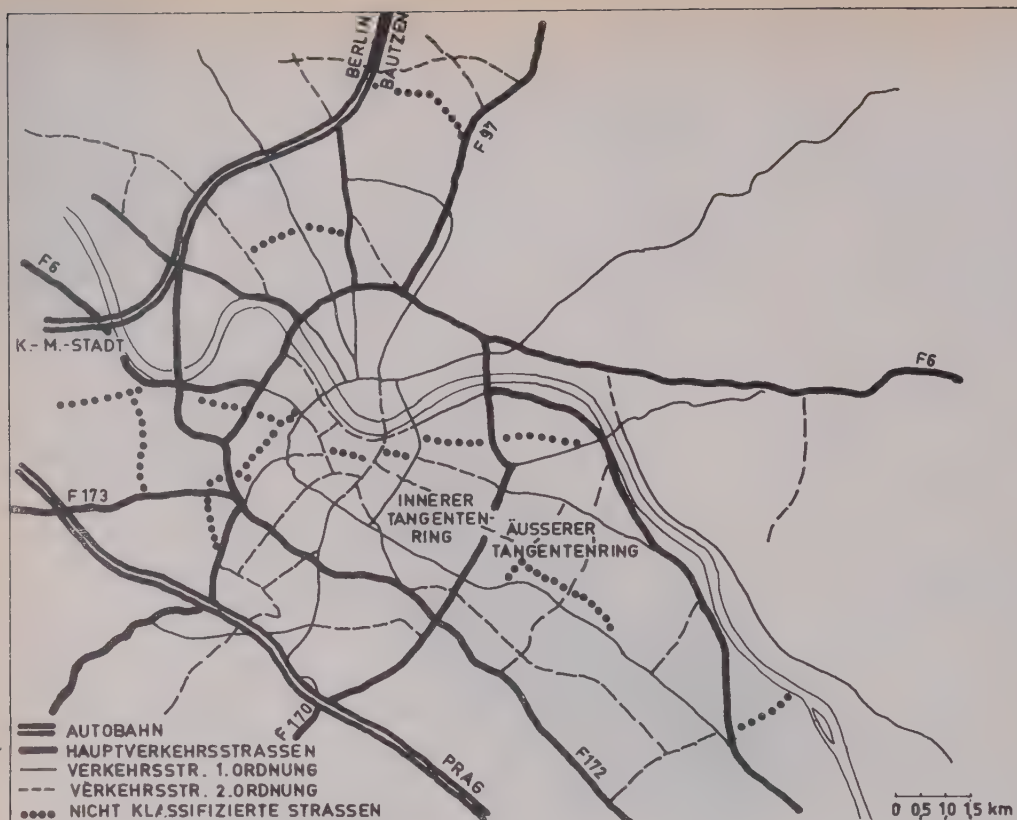 BERLIN
BAUTZEN
F 97
F6
K.-M.-STADT
F6
F 173
INNERER
TANGENTEN-
RING
ÄUSSERER
TANGENTENRING
F 170
PRAG
F172
AUTOBAHN
HAUPTVERKEHRSSTRASSEN
VERKEHRSSTR. 1. ORDNUNG
VERKEHRSSTR. 2. ORDNUNG
NICHT KLASSIFIZIERTE STRASSEN
0 0,5 1,0 1,5 km